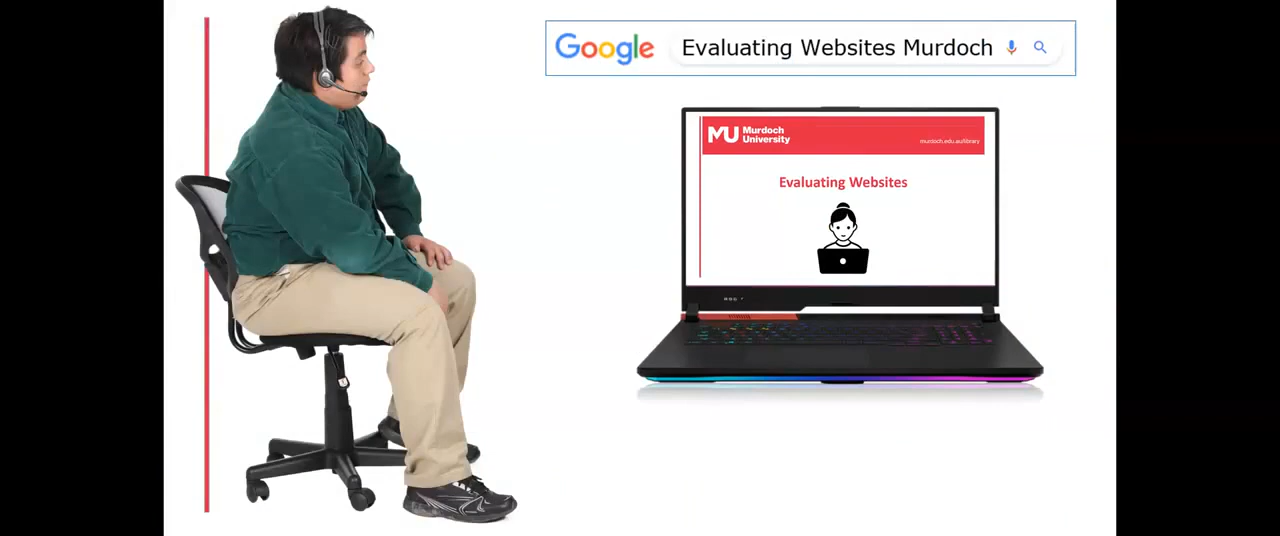 Google
Evaluating Websites Murdoch
MU Murdoch
University
murdoch.edu.au/library
Evaluating Websites